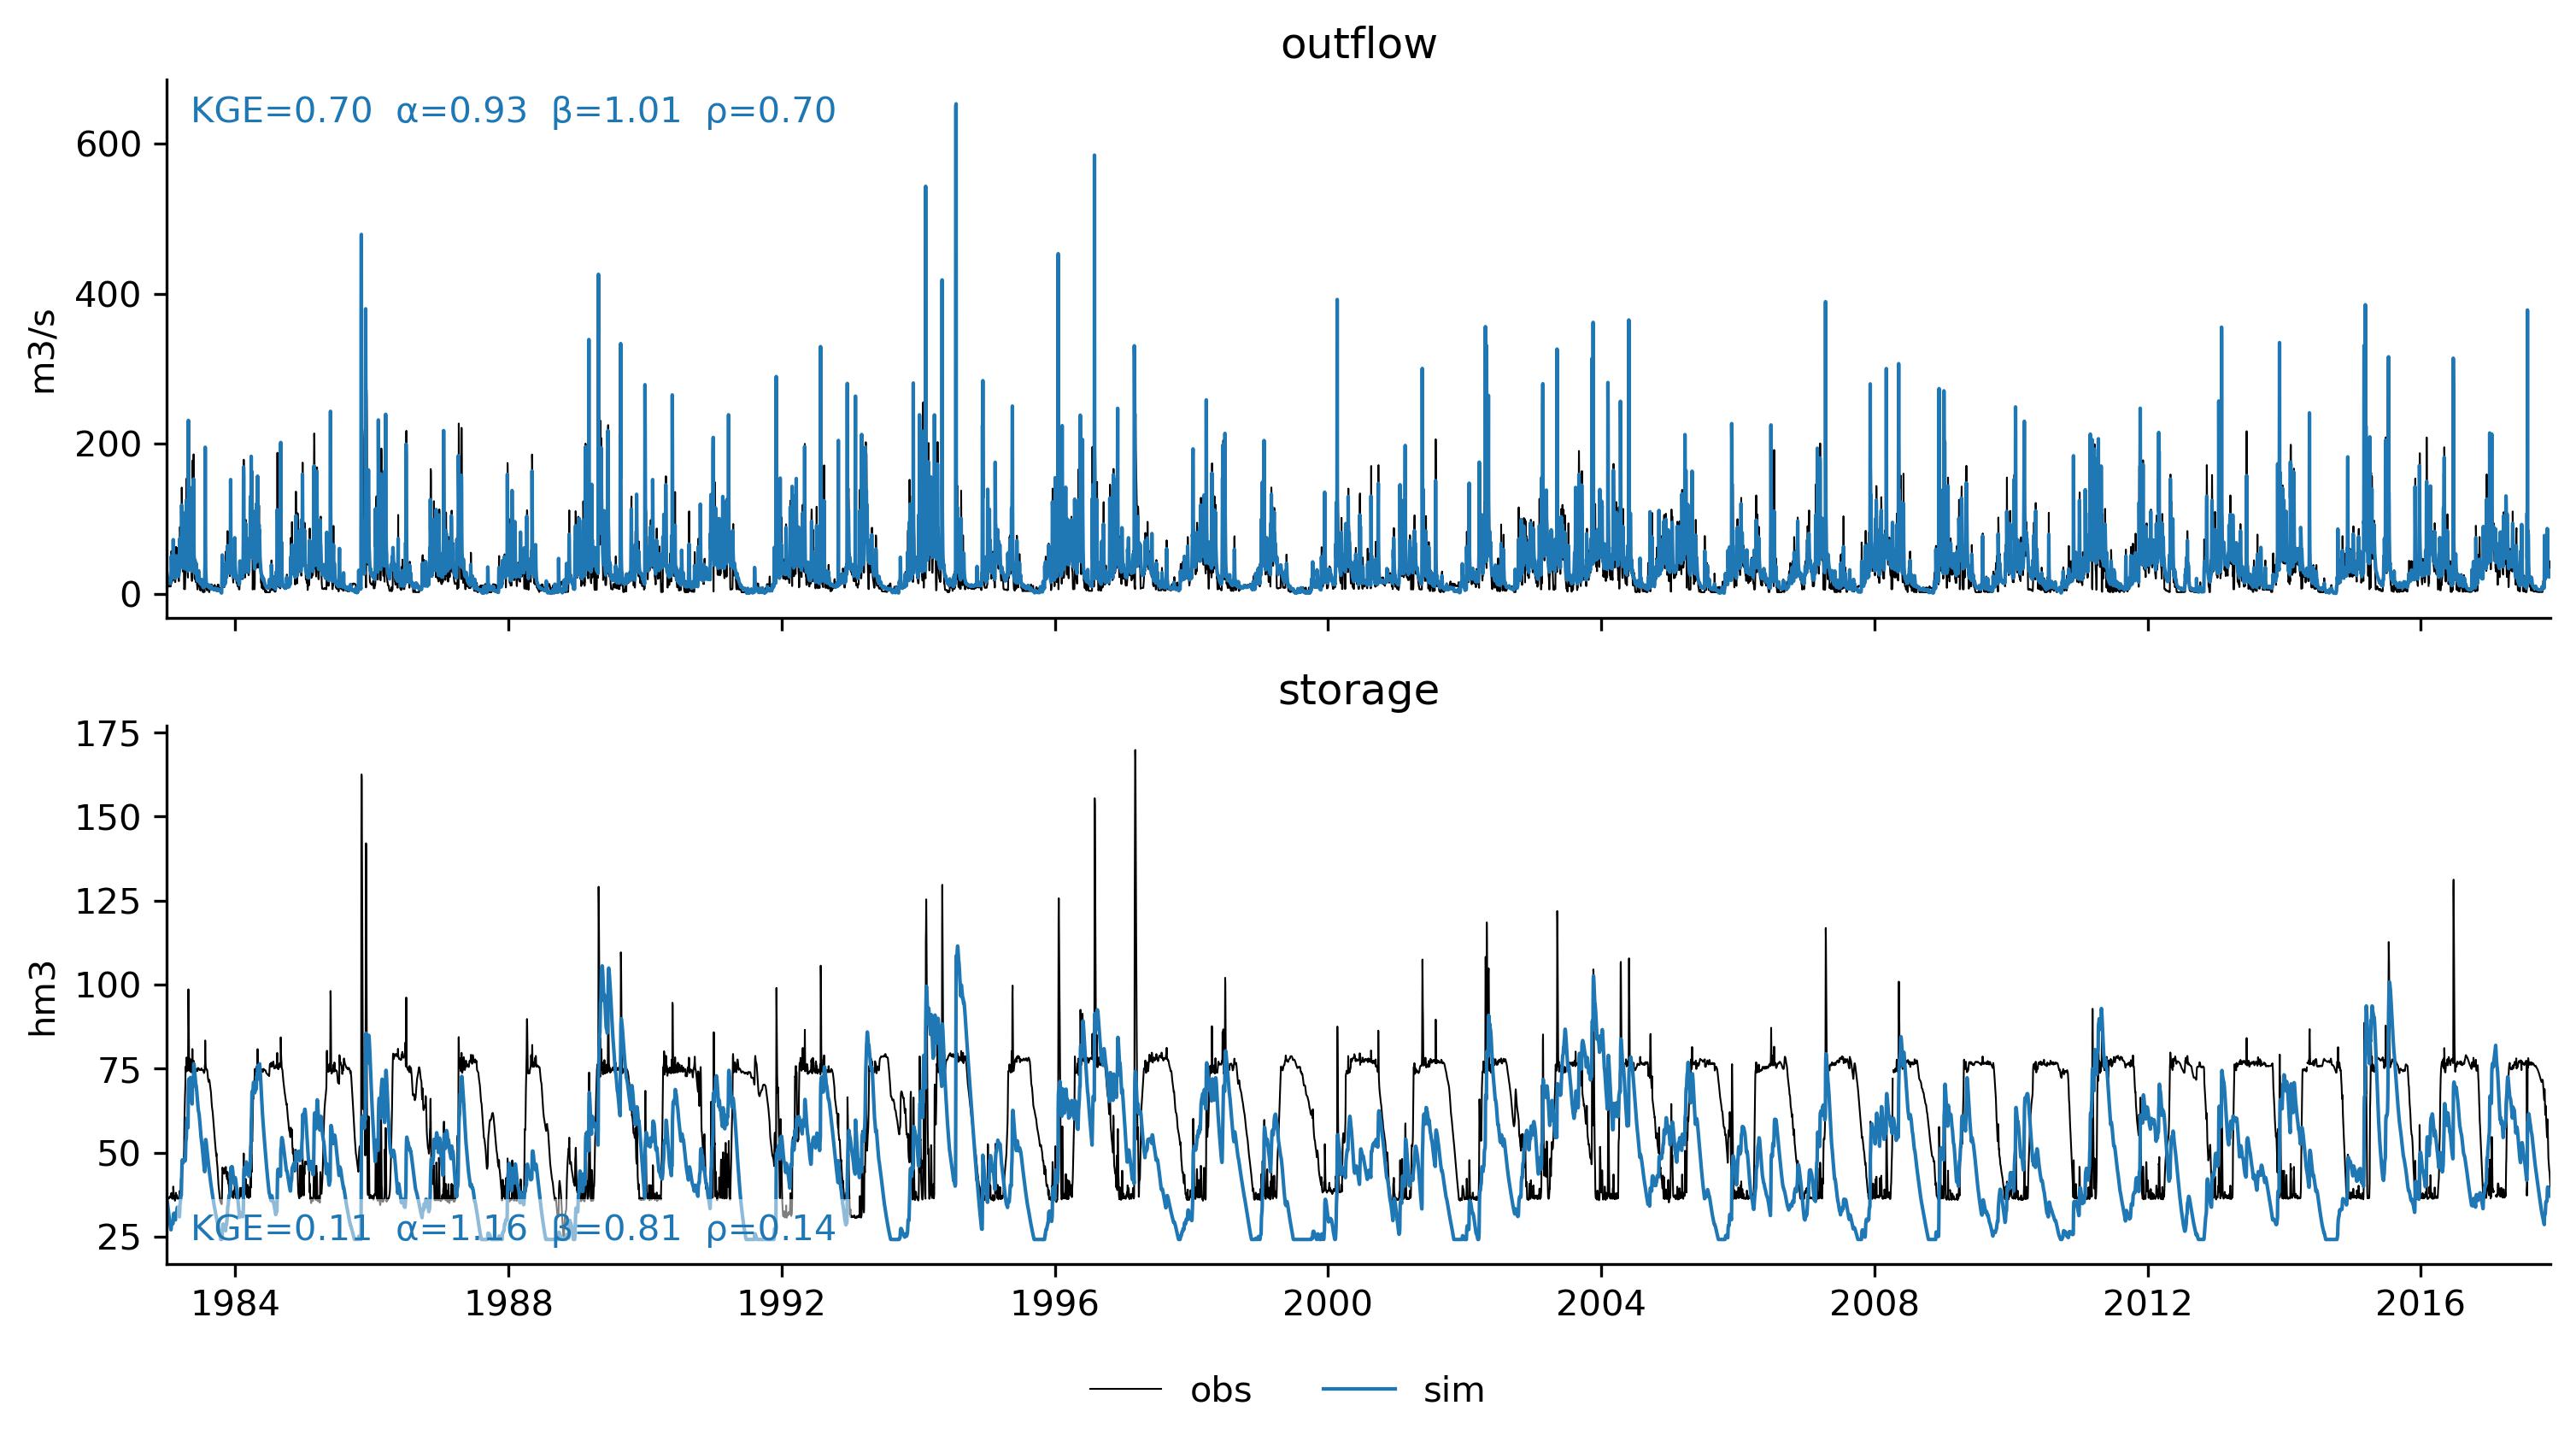 outflow
KGE=0.70 α=0.93 β=1.01 ρ=0.70
600
400
200
0
m3/s
storage
175
150
125
100
75
50
25
hm3
KGE=0.11 α=1.16 β=0.81 ρ=0.14
1984 1988 1992 1996 2000 2004 2008 2012 2016
obs sim